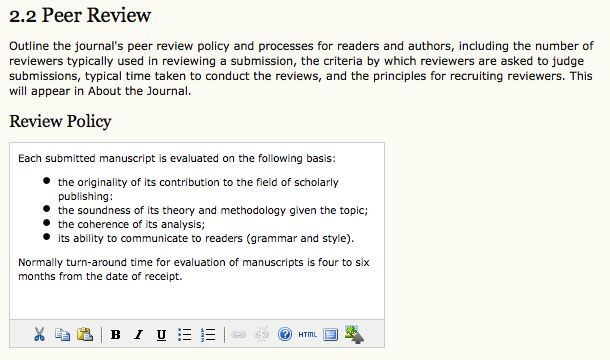 2.2 Peer Review
Outline the journal's peer review policy and processes for readers and authors, including the number of
reviewers typically used in reviewing a submission, the criteria by which reviewers are asked to judge
submissions, typical time taken to conduct the reviews, and the principles for recruiting reviewers. This
will appear in About the Journal.
Review Policy
Each submitted manuscript is evaluated on the following basis:
• the originality of its contribution to the field of scholarly
publishing:
• the soundness of its theory and methodology given the topic;
• the coherence of its analysis;
• its ability to communicate to readers (grammar and style).
Normally turn-around time for evaluation of manuscripts is four to six
months from the date of receipt.
B I U HTML